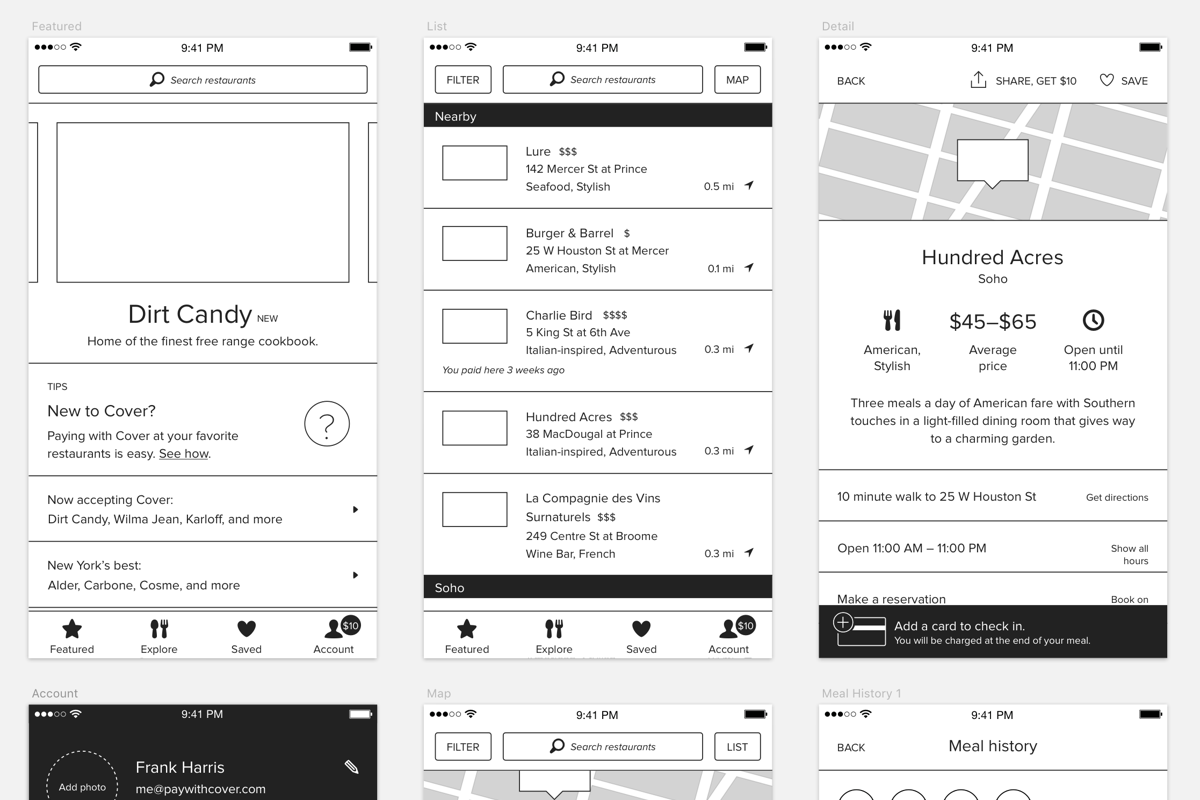 Featured
9:41 PM
Search restaurants
Dirt Candy NEW
Home of the finest free range cookbook.
TIPS
New to Cover?
Paying with Cover at your favorite
restaurants is easy. See how.
?
Now accepting Cover:
Dirt Candy, Wilma Jean, Karloff, and more
New York's best:
Alder, Carbone, Cosme, and more
$10
Featured Explore Saved Account
List
9:41 PM
FILTER Search restaurants MAP
Nearby
Lure $$$
142 Mercer St at Prince
Seafood, Stylish 0.5 mi
Burger & Barrel $
25 W Houston St at Mercer
American, Stylish 0.1 mi
Charlie Bird $$$$
5 King St at 6th Ave
Italian-inspired, Adventurous 0.3 mi
You paid here 3 weeks ago
Hundred Acres $$$
38 MacDougal at Prince
Italian-inspired, Adventurous 0.3 mi
La Compagnie des Vins
Surnaturels $$$
249 Centre St at Broome
Wine Bar, French 0.3 mi
Soho
$10
Featured Explore Saved Account
Detail
9:41 PM
BACK SHARE, GET $10 SAVE
Hundred Acres
Soho
$45–$65
American,
Stylish
Average
price
Open until
11:00 PM
Three meals a day of American fare with Southern
touches in a light-filled dining room that gives way
to a charming garden.
10 minute walk to 25 W Houston St Get directions
Open 11:00 AM – 11:00 PM Show all
hours
Make a reservation Book on
Add a card to check in.
You will be charged at the end of your meal.
Account
9:41 PM
Frank Harris
Add photo me@paywithcover.com
Map
9:41 PM
FILTER Search restaurants LIST
Meal History 1
9:41 PM
BACK Meal history